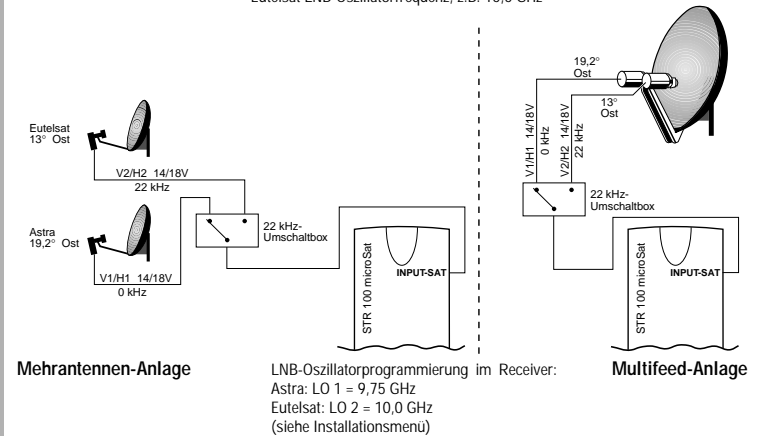 Eutelsat LNB-Oszillatorfrequenz, z.B. 10,0 GHz
Eutelsat
13° Ost
V2/H2 14/18V
22 kHz
Astra
19,2° Ost
V1/H1 14/18V
0 kHz
22 kHz-
Umschaltbox
STR 100 microSat
INPUT-SAT
19,2°
Ost
13°
Ost
V1/H1 14/18V
0 kHz
V2/H2 14/18V
22 kHz
22 kHz-
Umschaltbox
STR 100 microSat
INPUT-SAT
Mehrantennen-Anlage
LNB-Oszillatorprogrammierung im Receiver:
Astra: LO 1 = 9,75 GHz
Eutelsat: LO 2 = 10,0 GHz
(siehe Installationsmenü)
Multifeed-Anlage